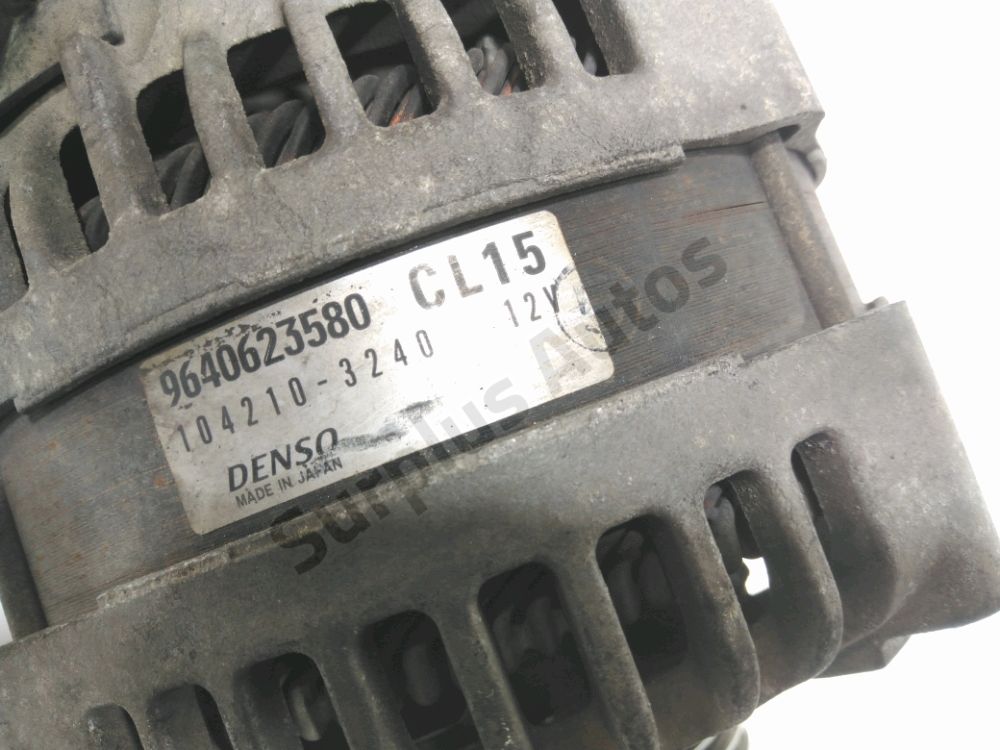 9640623580 CL15
104210-3240 12V
DENSO
MADE IN JAPAN
Surplus Autos